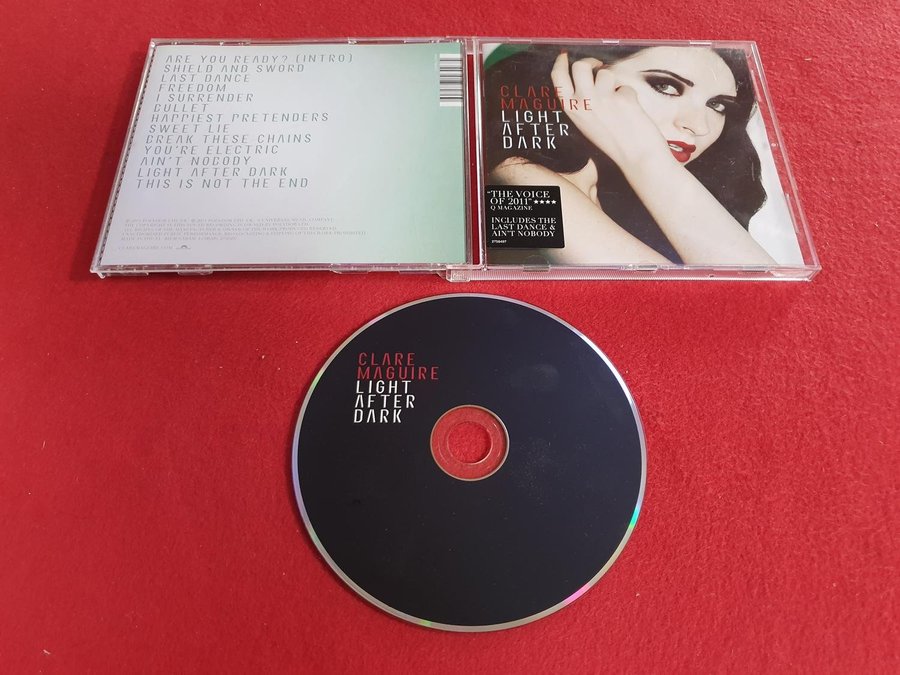 ARE YOU READY? (INTRO)
SHIELD AND SWORD
LAST DANCE
FREEDOM
I SURRENDER
BULLET
HAPPIEST PRETENDERS
SWEET LIE
BREAK THESE CHAINS
YOU'RE ELECTRIC
AIN'T NOBODY
LIGHT AFTER DARK
THIS IS NOT THE END
CLARE
MAGUIRE
LIGHT
AFTER
DARK
"THE VOICE
OF 2011" ★★★★
Q MAGAZINE
INCLUDES THE
LAST DANCE &
AIN'T NOBODY
CLARE
MAGUIRE
LIGHT
AFTER
DARK